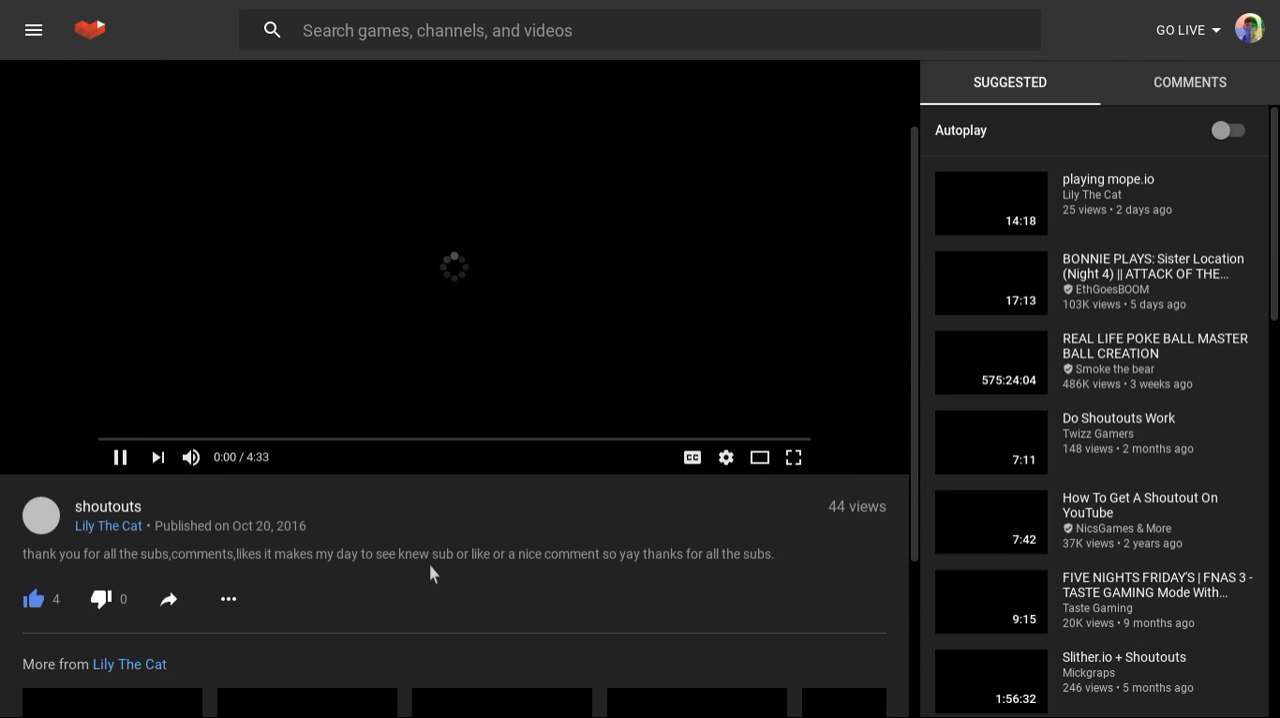 Search games, channels, and videos
GO LIVE
SUGGESTED
COMMENTS
Autoplay
0:00 / 4:33
shoutouts
44 views
Lily The Cat • Published on Oct 20, 2016
thank you for all the subs,comments,likes it makes my day to see knew sub or like or a nice comment so yay thanks for all the subs.
4
0
More from Lily The Cat
14:18
playing mope.io
Lily The Cat
25 views • 2 days ago
17:13
BONNIE PLAYS: Sister Location
(Night 4) || ATTACK OF THE...
EthGoesBOOM
103K views • 5 days ago
575:24:04
REAL LIFE POKE BALL MASTER
BALL CREATION
Smoke the bear
486K views • 3 weeks ago
7:11
Do Shoutouts Work
Twizz Gamers
148 views • 2 months ago
7:42
How To Get A Shoutout On
YouTube
NicsGames & More
37K views • 2 years ago
9:15
FIVE NIGHTS FRIDAY'S | FNAS 3 -
TASTE GAMING Mode With...
Taste Gaming
20K views • 9 months ago
1:56:32
Slither.io + Shoutouts
Mickgraps
246 views • 5 months ago